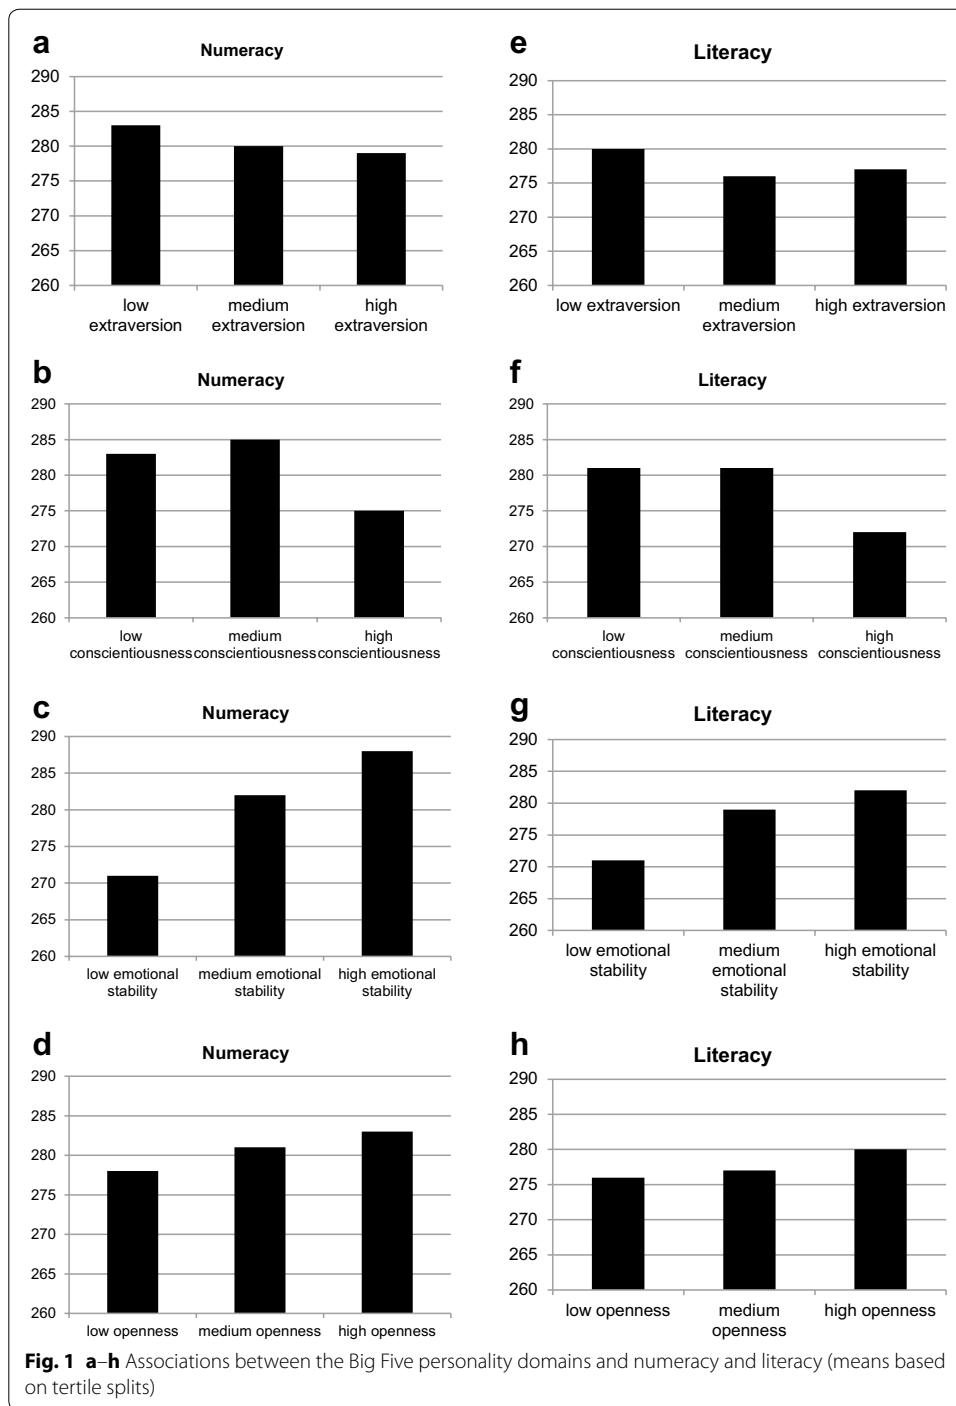 a
Numeracy
290
285
280
275
270
265
260
low extraversion
medium extraversion
high extraversion
e
Literacy
290
285
280
275
270
265
260
low extraversion
medium extraversion
high extraversion
b
Numeracy
290
285
280
275
270
265
260
low conscientiousness
medium conscientiousness
high conscientiousness
f
Literacy
290
285
280
275
270
265
260
low conscientiousness
medium conscientiousness
high conscientiousness
c
Numeracy
290
285
280
275
270
265
260
low emotional stability
medium emotional stability
high emotional stability
g
Literacy
290
285
280
275
270
265
260
low emotional stability
medium emotional stability
high emotional stability
d
Numeracy
290
285
280
275
270
265
260
low openness
medium openness
high openness
h
Literacy
290
285
280
275
270
265
260
low openness
medium openness
high openness
Fig. 1 a–h Associations between the Big Five personality domains and numeracy and literacy (means based
on tertile splits)